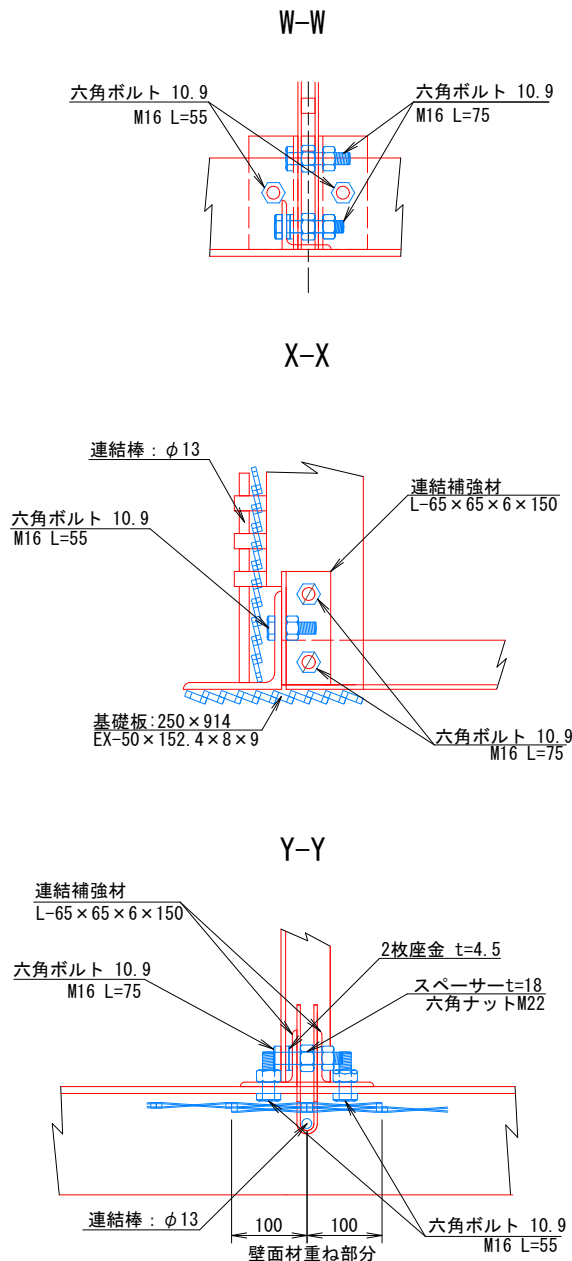 W-W
六角ボルト 10.9
M16 L=55
六角ボルト 10.9
M16 L=75
X-X
連結棒：φ13
連結補強材
L-65×65×6×150
六角ボルト 10.9
M16 L=55
基礎板:250×914
EX-50×152.4×8×9
六角ボルト 10.9
M16 L=75
Y-Y
連結補強材
L-65×65×6×150
2枚座金 t=4.5
六角ボルト 10.9
M16 L=75
スペーサーt=18
六角ナットM22
連結棒：φ13
100
100
壁面材重ね部分
六角ボルト 10.9
M16 L=55